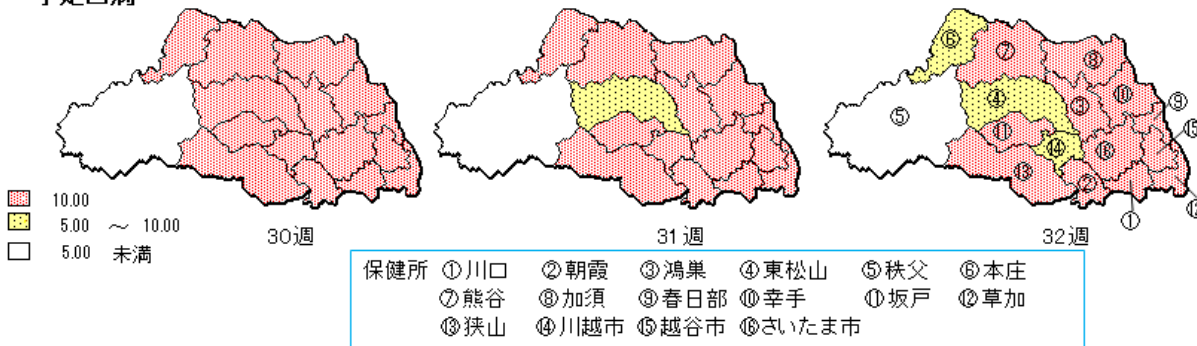 手足口病
⑥
⑦
⑧
④
⑩
⑨
⑤
③
⑮
⑪
⑭
⑯
⑬
②
⑫
①
10.00
5.00 ～ 10.00
5.00 未満
30週
31週
32週
保健所 ①川口 ②朝霞 ③鴻巣 ④東松山 ⑤秩父 ⑥本庄
⑦熊谷 ⑧加須 ⑨春日部 ⑩幸手 ⑪坂戸 ⑫草加
⑬狭山 ⑭川越市 ⑮越谷市 ⑯さいたま市